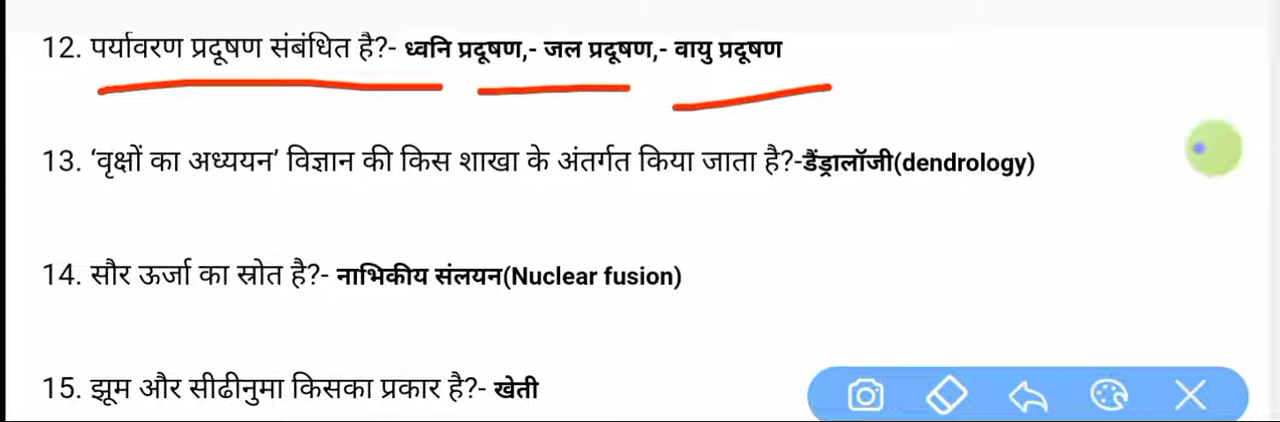 12. पर्यावरण प्रदूषण संबंधित है?- ध्वनि प्रदूषण,- जल प्रदूषण,- वायु प्रदूषण
13. ‘वृक्षों का अध्ययन’ विज्ञान की किस शाखा के अंतर्गत किया जाता है?-डैंड्रालॉजी(dendrology)
14. सौर ऊर्जा का स्रोत है?- नाभिकीय संलयन(Nuclear fusion)
15. झूम और सीढीनुमा किसका प्रकार है?- खेती